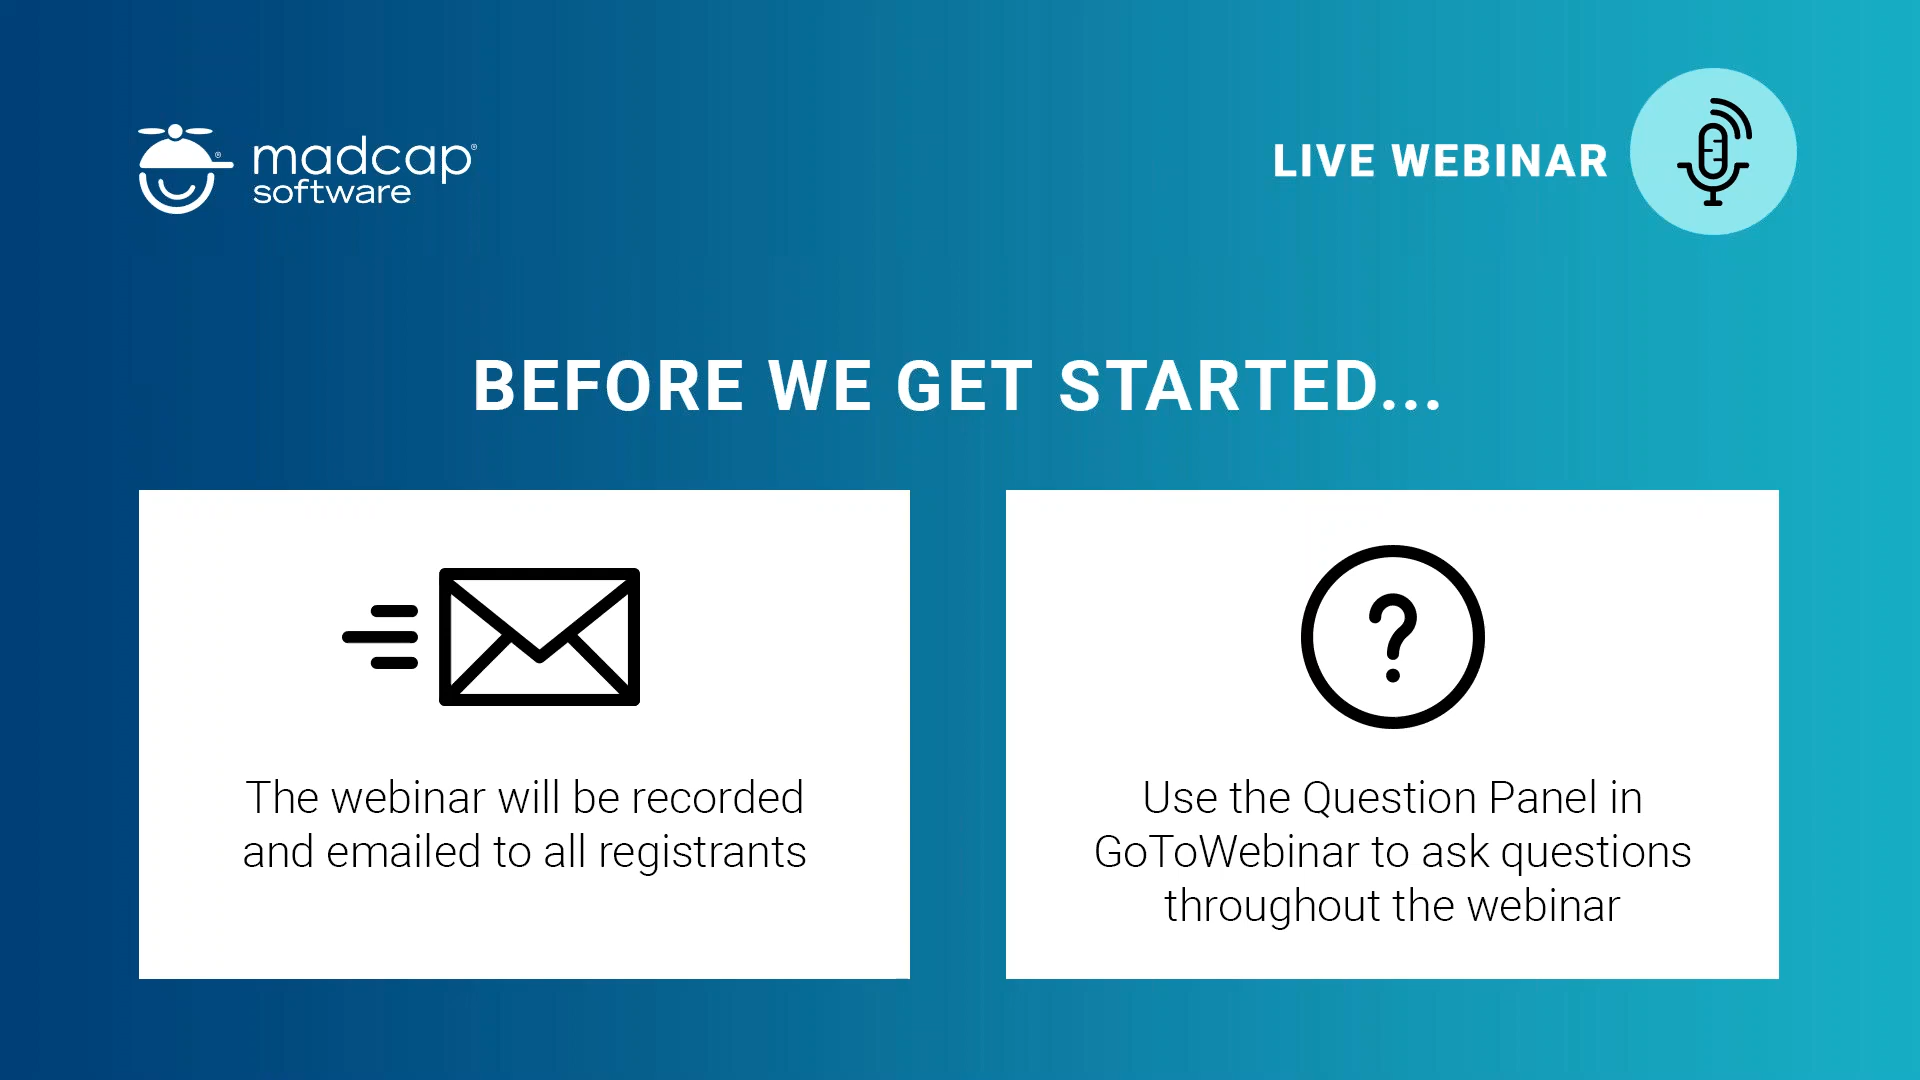 madcap®
software
®
LIVE WEBINAR
BEFORE WE GET STARTED...
The webinar will be recorded
and emailed to all registrants
?
Use the Question Panel in
GoToWebinar to ask questions
throughout the webinar